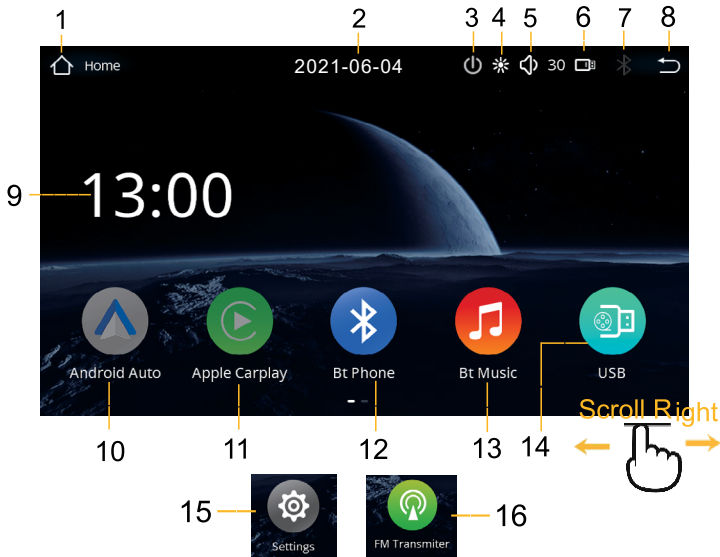 1 2 3 4 5 6 7 8
Home 2021-06-04 30
9 13:00
Android Auto Apple Carplay Bt Phone Bt Music USB
10 11 12 13 14
Scroll Right
15 Settings
FM Transmiter 16